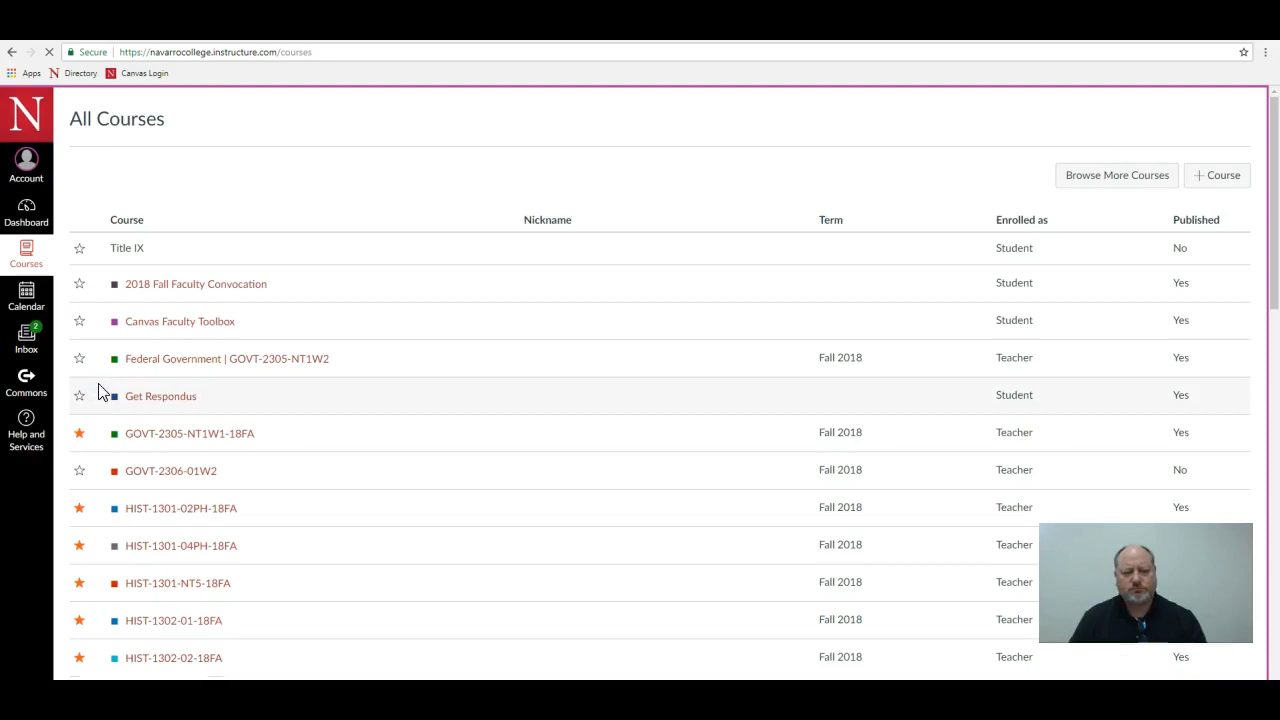 Secure https://navarrocollege.instructure.com/courses
Apps Directory Canvas Login
N
Account
Dashboard
Courses
Calendar
2
Inbox
Commons
Help and
Services
All Courses
Browse More Courses
Course
Course Nickname Term Enrolled as Published
Title IX Student No
2018 Fall Faculty Convocation Student Yes
Canvas Faculty Toolbox Student Yes
Federal Government | GOVT-2305-NT1W2 Fall 2018 Teacher Yes
Get Respondus Student Yes
GOVT-2305-NT1W1-18FA Fall 2018 Teacher Yes
GOVT-2306-01W2 Fall 2018 Teacher No
HIST-1301-02PH-18FA Fall 2018 Teacher Yes
HIST-1301-04PH-18FA Fall 2018 Teacher
HIST-1301-NT5-18FA Fall 2018 Teacher
HIST-1302-01-18FA Fall 2018 Teacher
HIST-1302-02-18FA Fall 2018 Teacher Yes